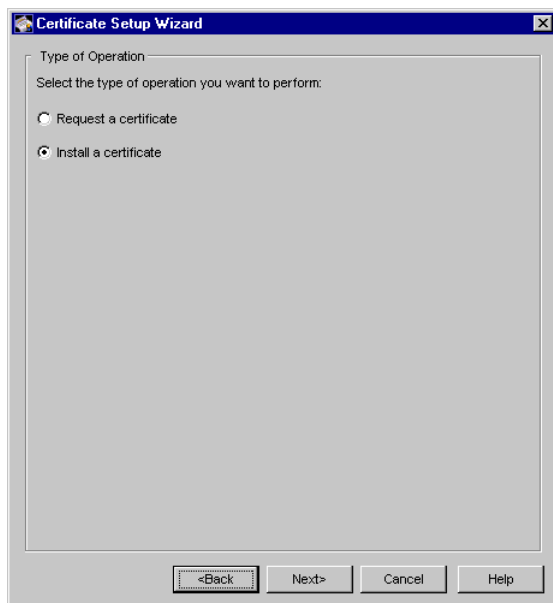 Certificate Setup Wizard
Type of Operation
Select the type of operation you want to perform:
Request a certificate
Install a certificate
<Back Next> Cancel Help